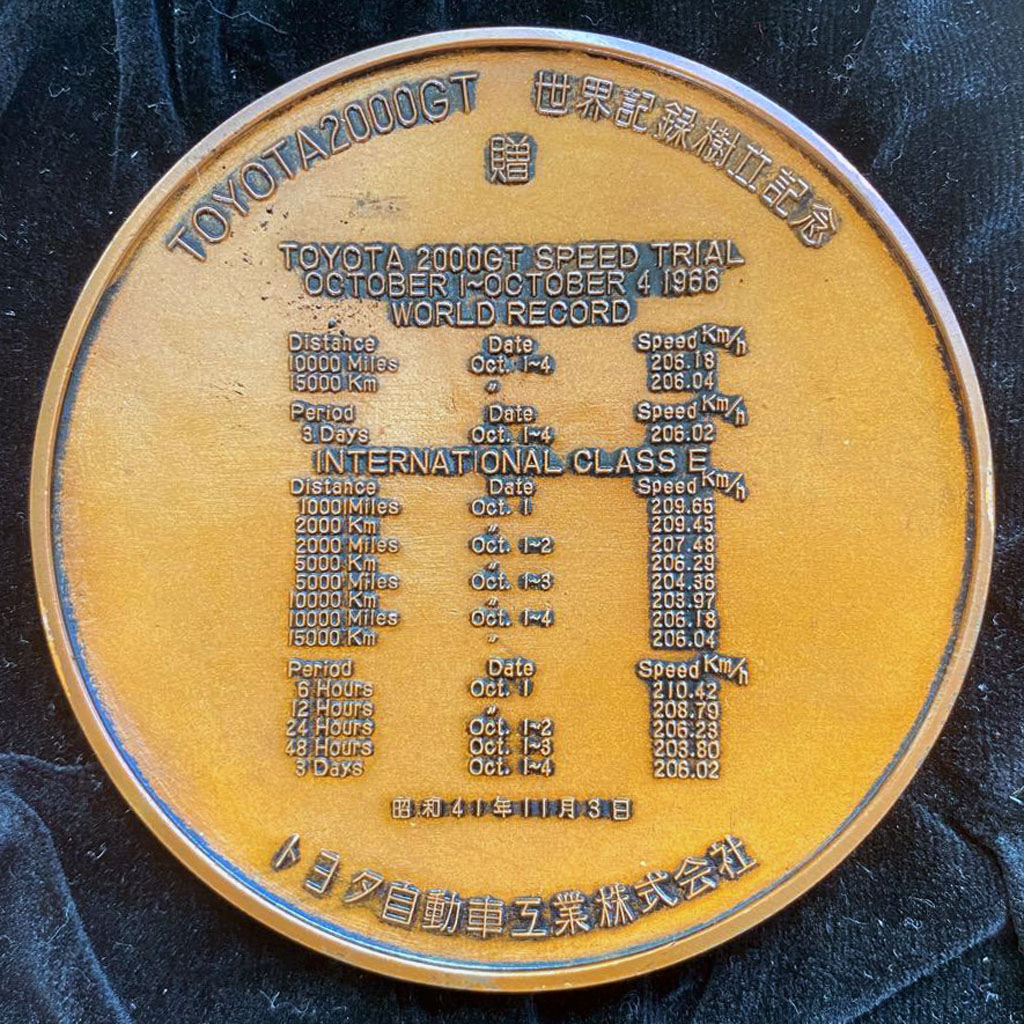 TOYOTA2000GT 世界記録樹立記念
贈
TOYOTA 2000GT SPEED TRIAL
OCTOBER 1~OCTOBER 4 1966
WORLD RECORD
Distance Date Speed Km/h
10000 Miles Oct. 1~4 206.18
15000 Km 〃 206.04
Period Date Speed Km/h
3 Days Oct. 1~4 206.02
INTERNATIONAL CLASS E
Distance Date Speed Km/h
1000 Miles Oct. 1 209.65
2000 Km 〃 209.45
2000 Miles Oct. 1~2 207.48
5000 Km 〃 206.29
5000 Miles Oct. 1~3 204.36
10000 Km 〃 203.97
10000 Miles Oct. 1~4 206.18
15000 Km 〃 206.04
Period Date Speed Km/h
6 Hours Oct. 1 210.42
12 Hours 〃 208.79
24 Hours Oct. 1~2 206.23
48 Hours Oct. 1~3 203.80
3 Days Oct. 1~4 206.02
昭和41年11月3日
トヨタ自動車工業株式会社